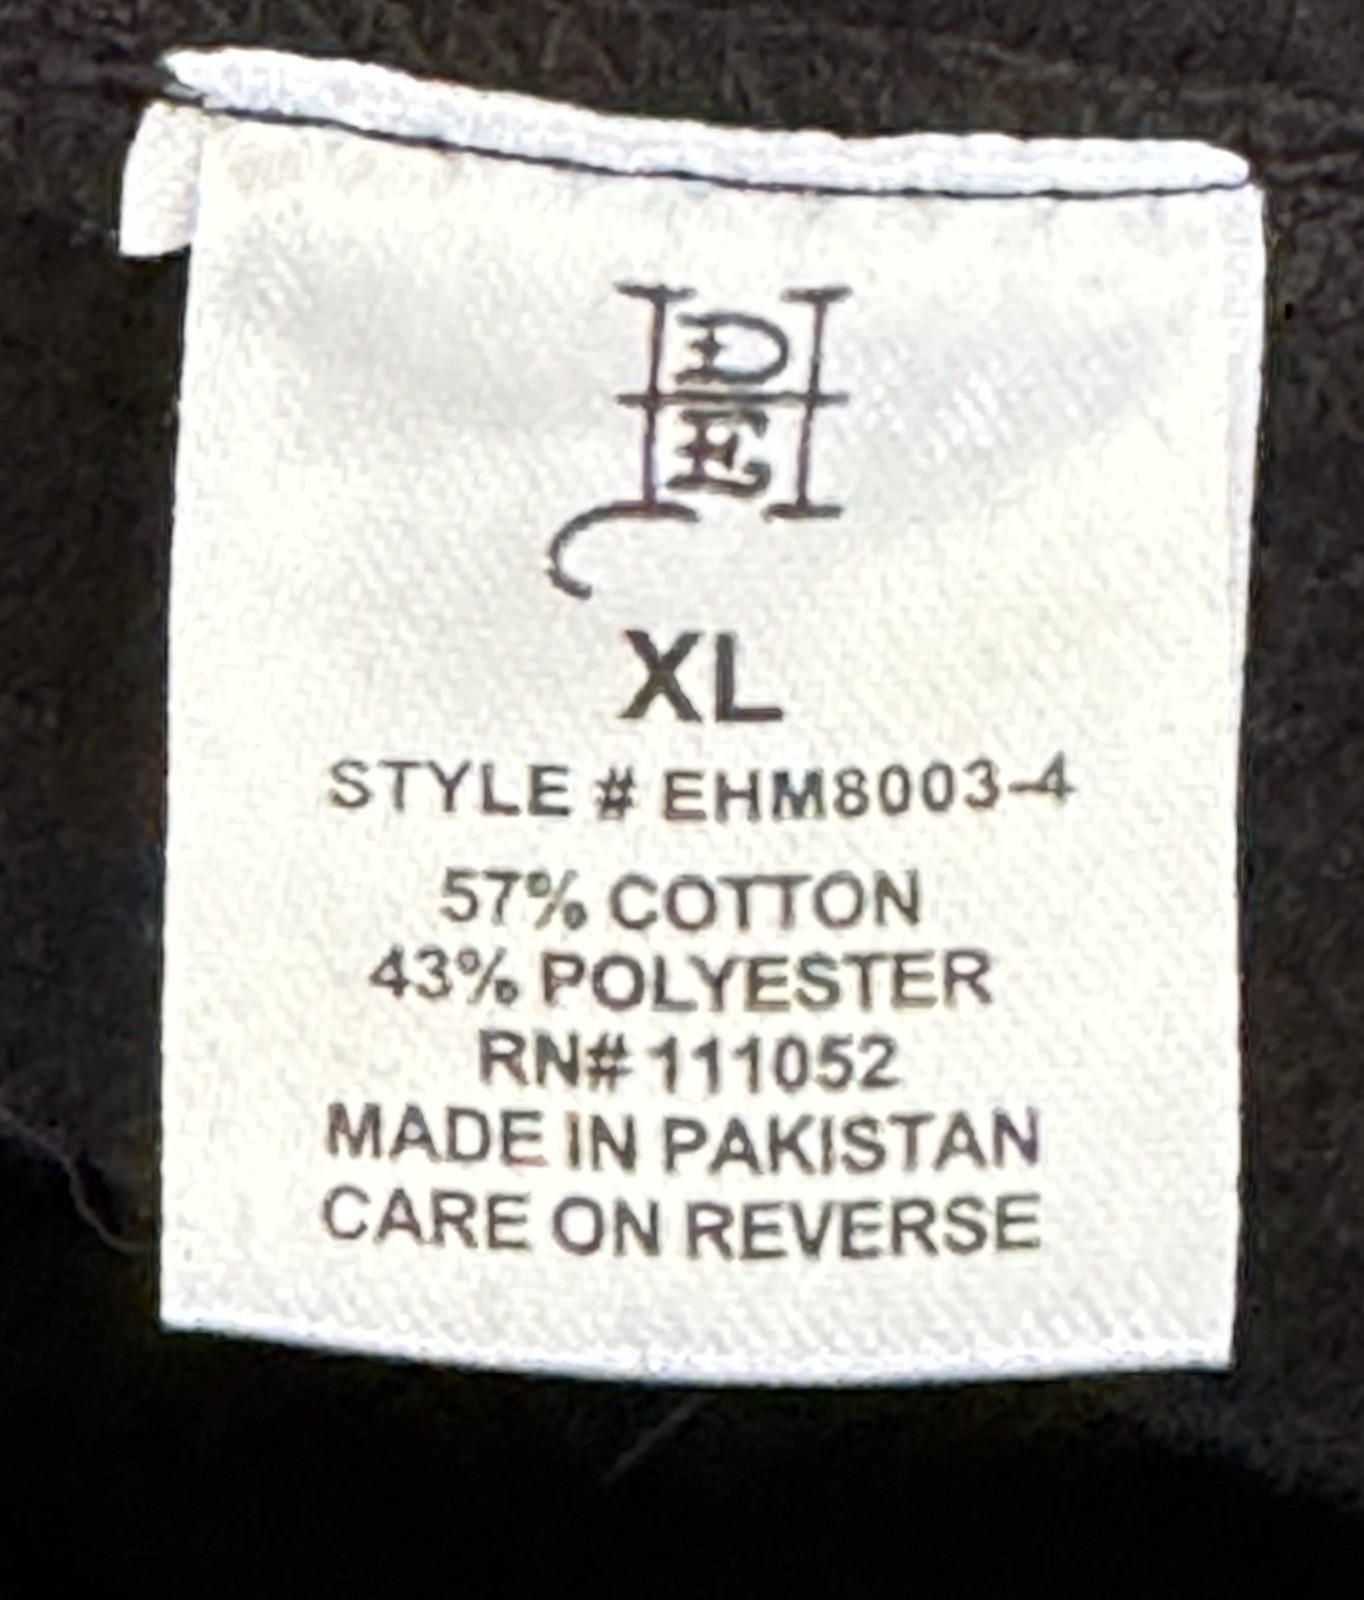 XL
STYLE # EHM8003-4
57% COTTON
43% POLYESTER
RN# 111052
MADE IN PAKISTAN
CARE ON REVERSE